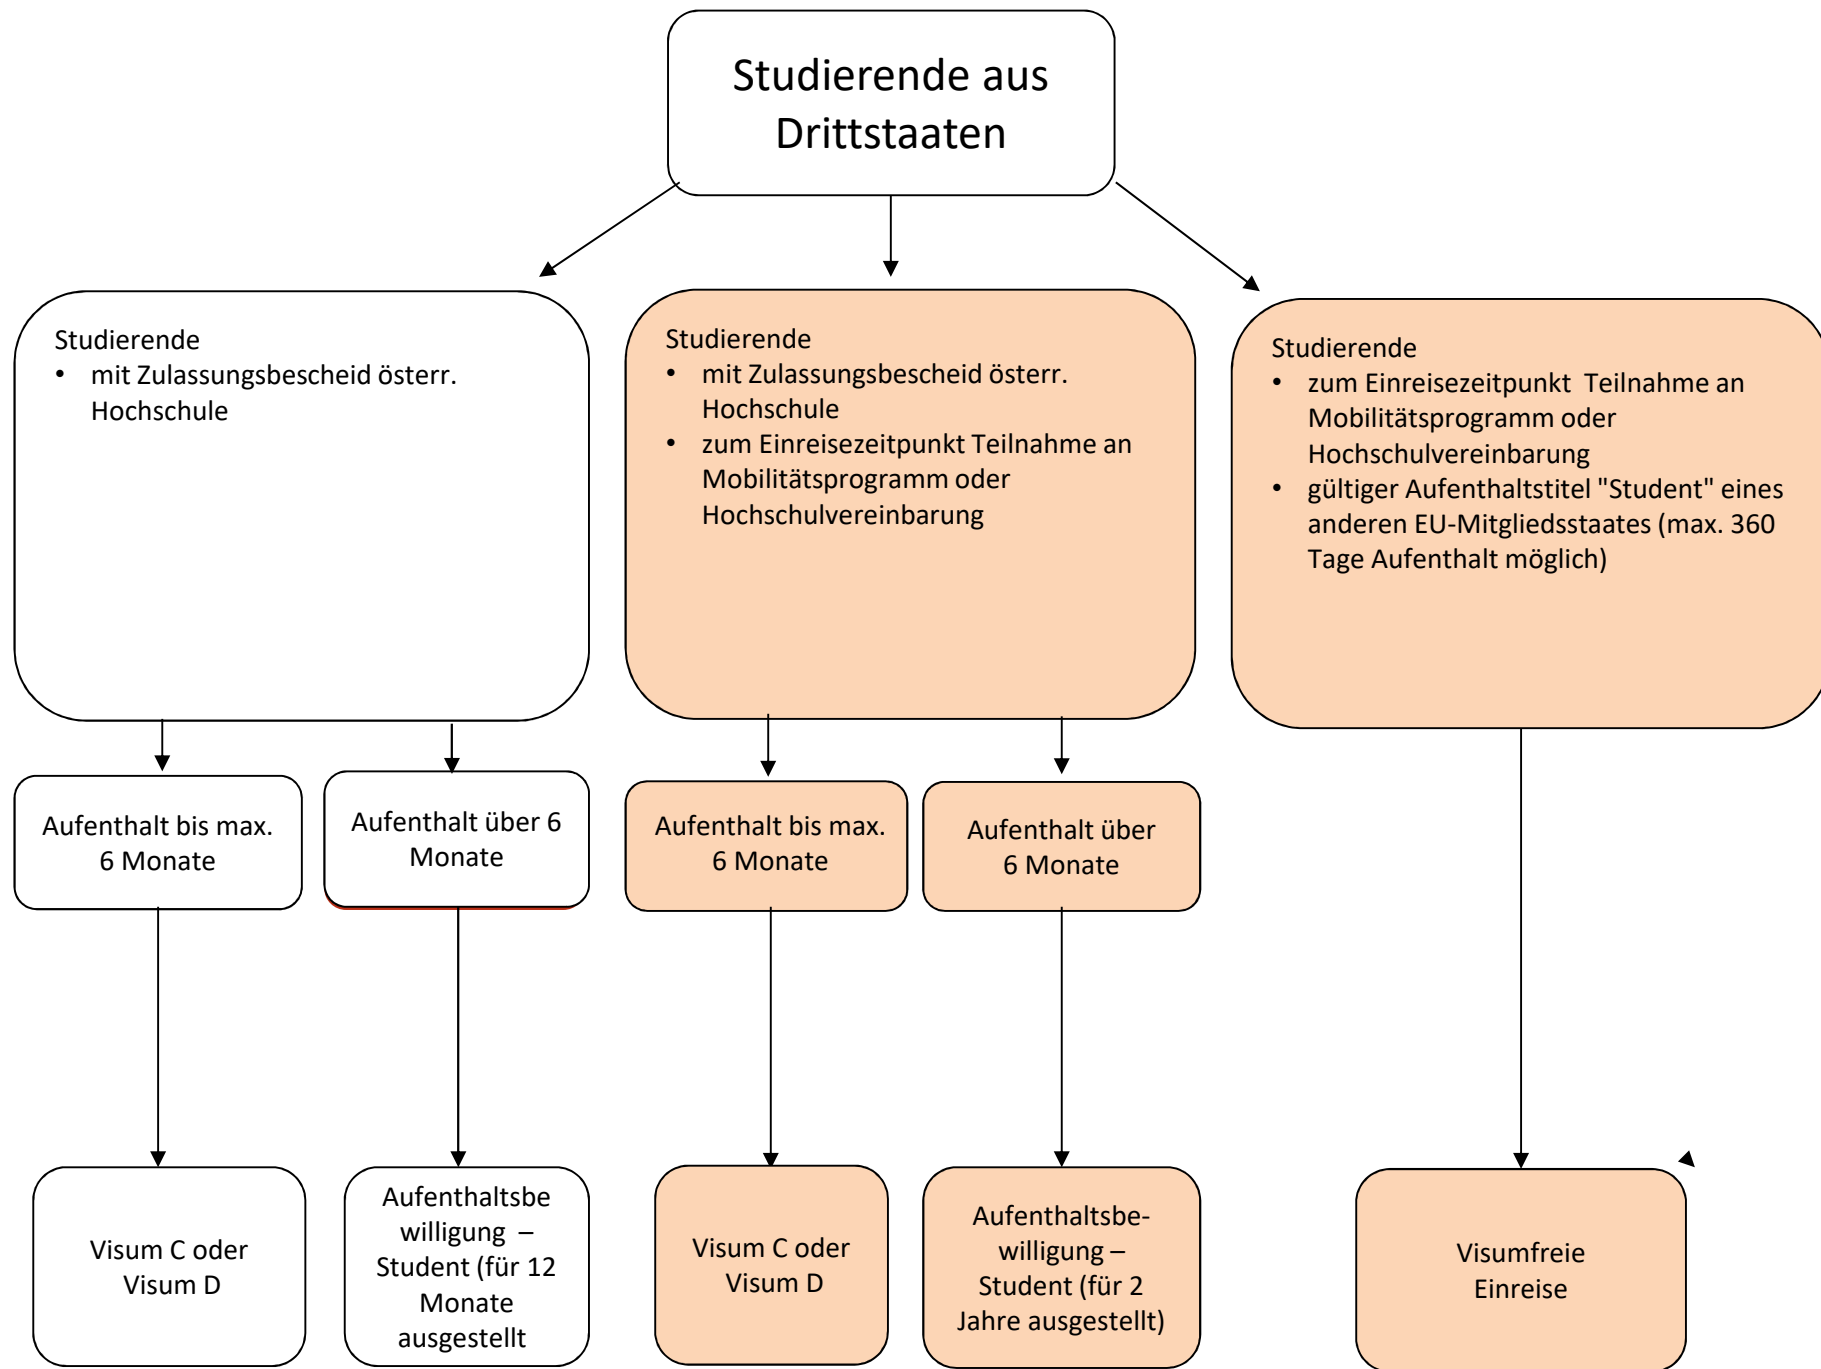 Studierende aus
Drittstaaten
Studierende
• mit Zulassungsbescheid österr.
Hochschule
Studierende
• mit Zulassungsbescheid österr.
Hochschule
• zum Einreisezeitpunkt Teilnahme an
Mobilitätsprogramm oder
Hochschulvereinbarung
Studierende
• zum Einreisezeitpunkt  Teilnahme an
Mobilitätsprogramm oder
Hochschulvereinbarung
• gültiger Aufenthaltstitel "Student" eines
anderen EU-Mitgliedsstaates (max. 360
Tage Aufenthalt möglich)
Aufenthalt bis max.
6 Monate
Aufenthalt über 6
Monate
Aufenthalt bis max.
6 Monate
Aufenthalt über
6 Monate
Visum C oder
Visum D
Aufenthaltsbe
willigung  –
Student (für 12
Monate
ausgestellt
Visum C oder
Visum D
Aufenthaltsbe-
willigung –
Student (für 2
Jahre ausgestellt)
Visumfreie
Einreise